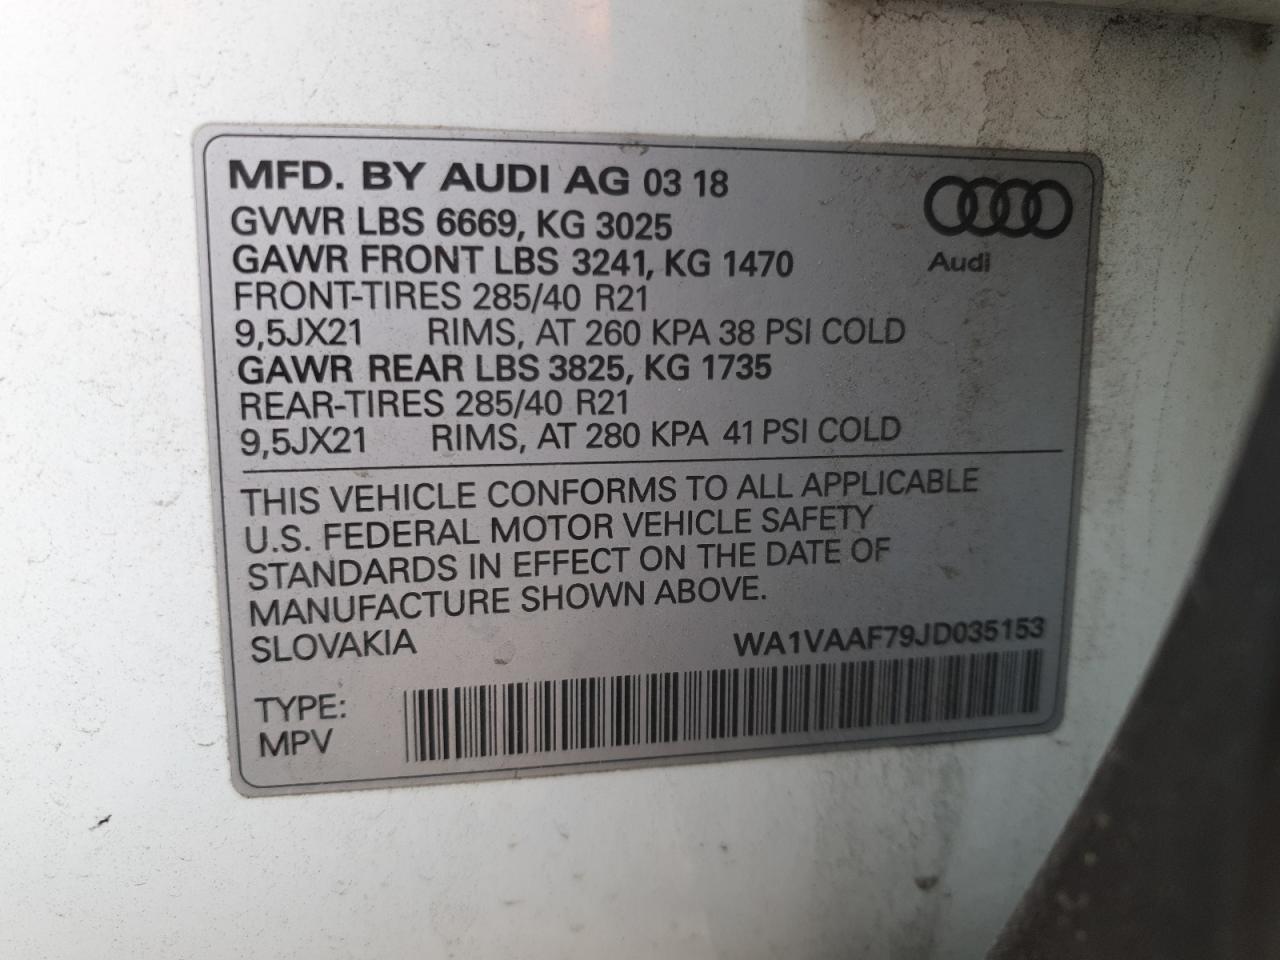 MFD. BY AUDI AG 03 18
GVWR LBS 6669, KG 3025
GAWR FRONT LBS 3241, KG 1470
Audi
FRONT-TIRES 285/40 R21
9,5JX21 RIMS, AT 260 KPA 38 PSI COLD
GAWR REAR LBS 3825, KG 1735
REAR-TIRES 285/40 R21
9,5JX21 RIMS, AT 280 KPA 41 PSI COLD
THIS VEHICLE CONFORMS TO ALL APPLICABLE
U.S. FEDERAL MOTOR VEHICLE SAFETY
STANDARDS IN EFFECT ON THE DATE OF
MANUFACTURE SHOWN ABOVE.
SLOVAKIA WA1VAAF79JD035153
TYPE:
MPV